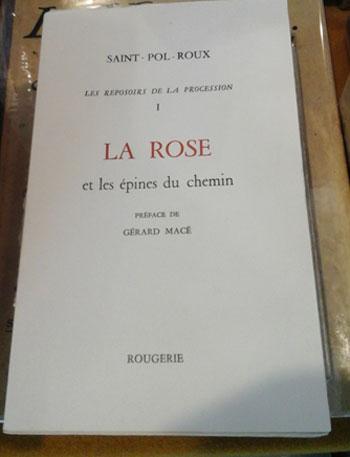 SAINT-POL-ROUX
LES REPOSOIRS DE LA PROCESSION
I
LA ROSE
et les épines du chemin
PRÉFACE DE
GÉRARD MACÉ
ROUGERIE